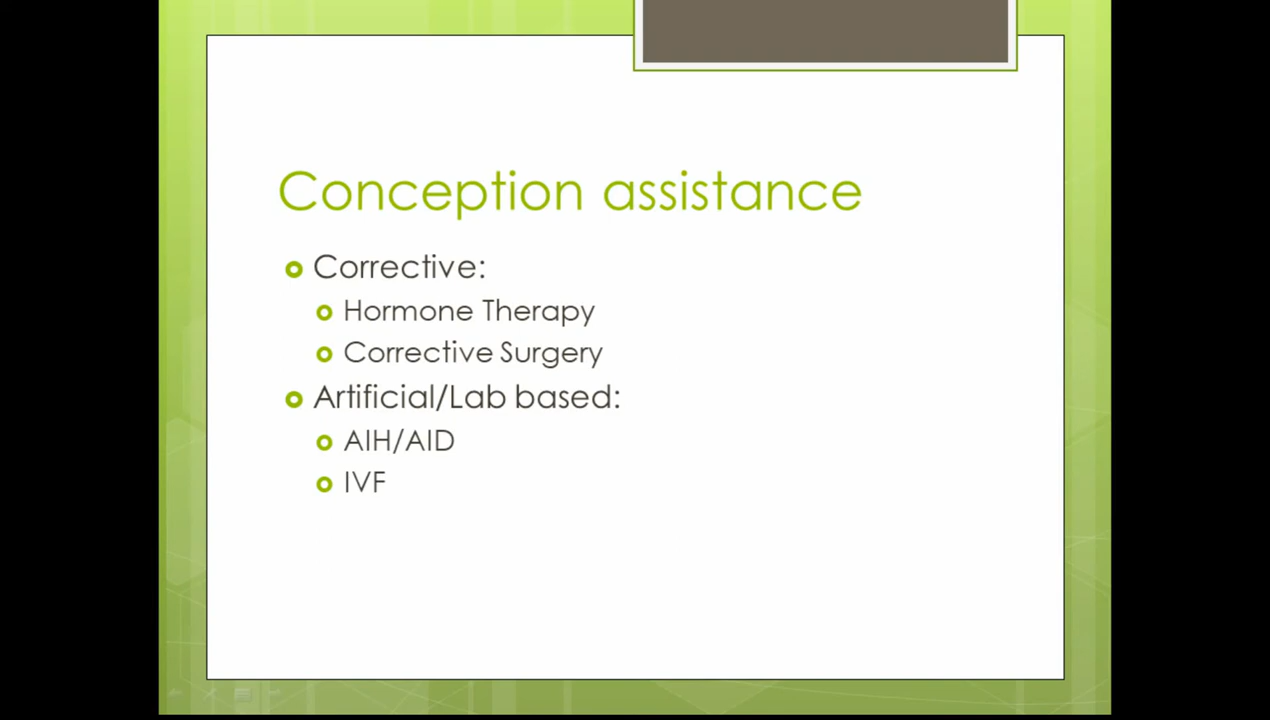 Conception assistance
Corrective:
Hormone Therapy
Corrective Surgery
Artificial/Lab based:
AIH/AID
IVF